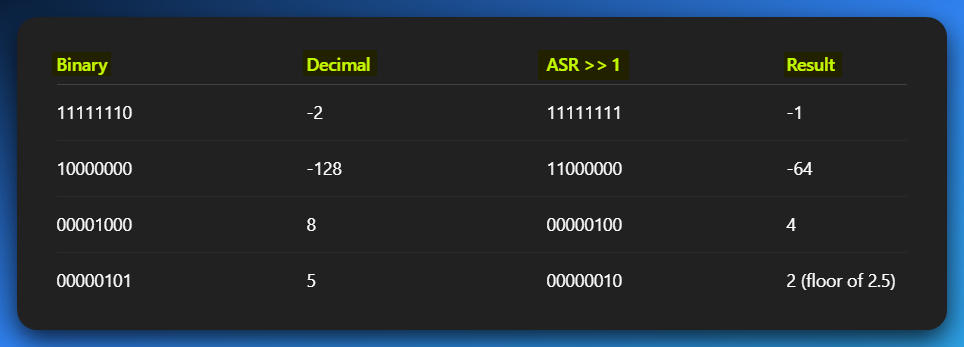 Binary Decimal ASR >> 1 Result
11111110 -2 11111111 -1
10000000 -128 11000000 -64
00001000 8 00000100 4
00000101 5 00000010 2 (floor of 2.5)